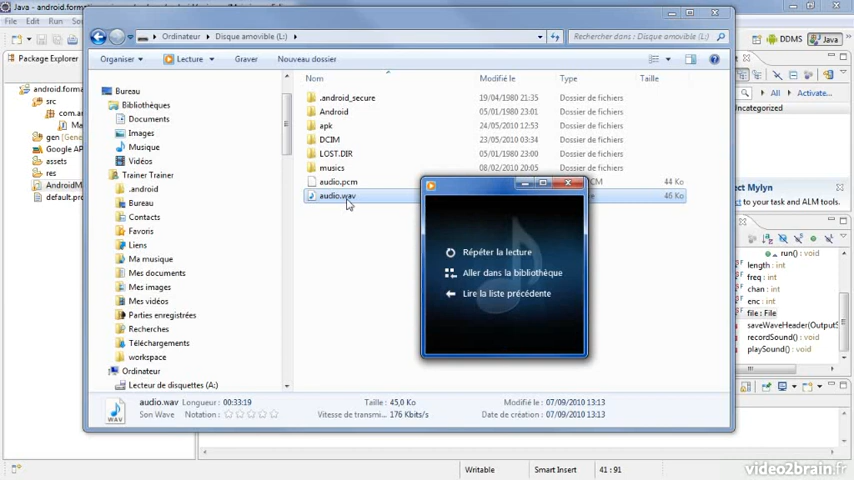 Java - android.forma
File Edit Run
Package Explorer
android.forma
src
com.an
Ma
gen [Gene
Google AP
assets
res
AndroidM
default.pro
Ordinateur Disque amovible (L:)
Rechercher dans : Disque amovible (L:)
Organiser Lecture Graver Nouveau dossier
Bureau
Bibliothèques
Documents
Images
Musique
Vidéos
Trainer Trainer
.android
Bureau
Contacts
Favoris
Liens
Ma musique
Mes documents
Mes images
Mes vidéos
Parties enregistrées
Recherches
Téléchargements
workspace
Ordinateur
Lecteur de disquettes (A:)
Nom Modifié le Type Taille
.android_secure 19/04/1980 21:35 Dossier de fichiers
Android 05/01/1980 23:01 Dossier de fichiers
apk 24/05/2010 12:53 Dossier de fichiers
DCIM 23/05/2010 03:34 Dossier de fichiers
LOST.DIR 05/01/1980 23:00 Dossier de fichiers
musics 08/02/2010 20:05 Dossier de fichiers
audio.pcm CM 44 Ko
audio.wav e 46 Ko
Répéter la lecture
Aller dans la bibliothèque
Lire la liste précédente
audio.wav Longueur : 00:33:19 Taille : 45,0 Ko Modifié le : 07/09/2010 13:13
WAV
Son Wave Notation : Vitesse de transmi... 176 Kbits/s Date de création : 07/09/2010 13:13
DDMS Java
All Activate...
Uncategorized
ect Mylyn
to your task and ALM tools.
run() : void
length : int
freq : int
chan : int
enc : int
file : File
saveWaveHeader(OutputS
recordSound() : void
playSound() : void
Writable Smart Insert 41 : 91
video2brain.fr